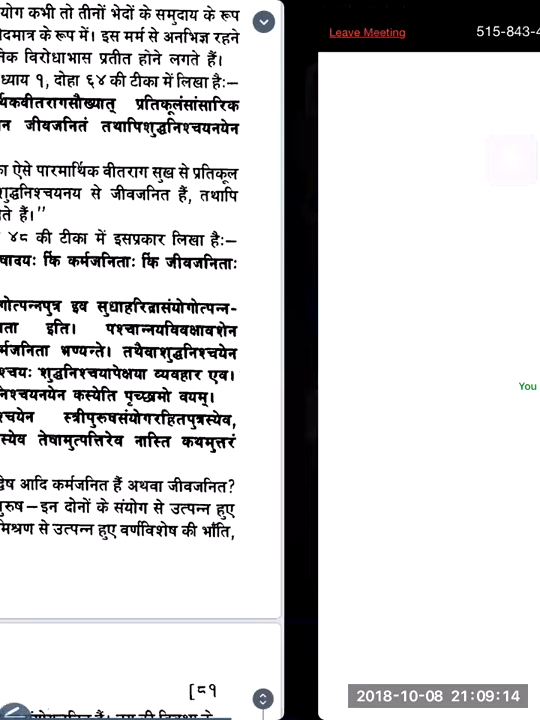 योग कभी तो तीनों भेदों के समुदाय के रूप
दमात्र के रूप में। इस मर्म से अनभिज्ञ रहने
क विरोधाभास प्रतीत होने लगते हैं।
ध्याय १, दोहा ६४ की टीका में लिखा है:–
र्थिकवीतरागसौख्यात् प्रतिकूलंसांसारिक
न जीवजनितं तथापिशुद्धनिश्चयनयेन
ऐसे पारमार्थिक वीतराग सुख से प्रतिकूल
शुद्धनिश्चयनय से जीवजनित हैं, तथापि
ते हैं।”
४८ की टीका में इसप्रकार लिखा है:–
षादयः किं कर्मजनिताः किं जीवजनिताः
गोत्पन्नपुत्र इव सुधाहरिद्रासंयोगोत्पन्न-
ता इति। पश्चान्नयविवक्षावशेन
र्मजनिता भण्यन्ते। तथैवाशुद्धनिश्चयेन
श्चयः शुद्धनिश्चयापेक्षया व्यवहार एव।
निश्चयनयेन कस्येति पृच्छामो वयम्।
श्चयेन स्त्रीपुरुषसंयोगरहितपुत्रस्येव,
स्येव तेषामुत्पत्तिरेव नास्ति कथमुत्तरं
द्वेष आदि कर्मजनित हैं अथवा जीवजनित?
पुरुष–इन दोनों के संयोग से उत्पन्न हुए
मिश्रण से उत्पन्न हुए वर्णविशेष की भाँति,
[८१
Leave Meeting
515-843-4
You
2018-10-08 21:09:14